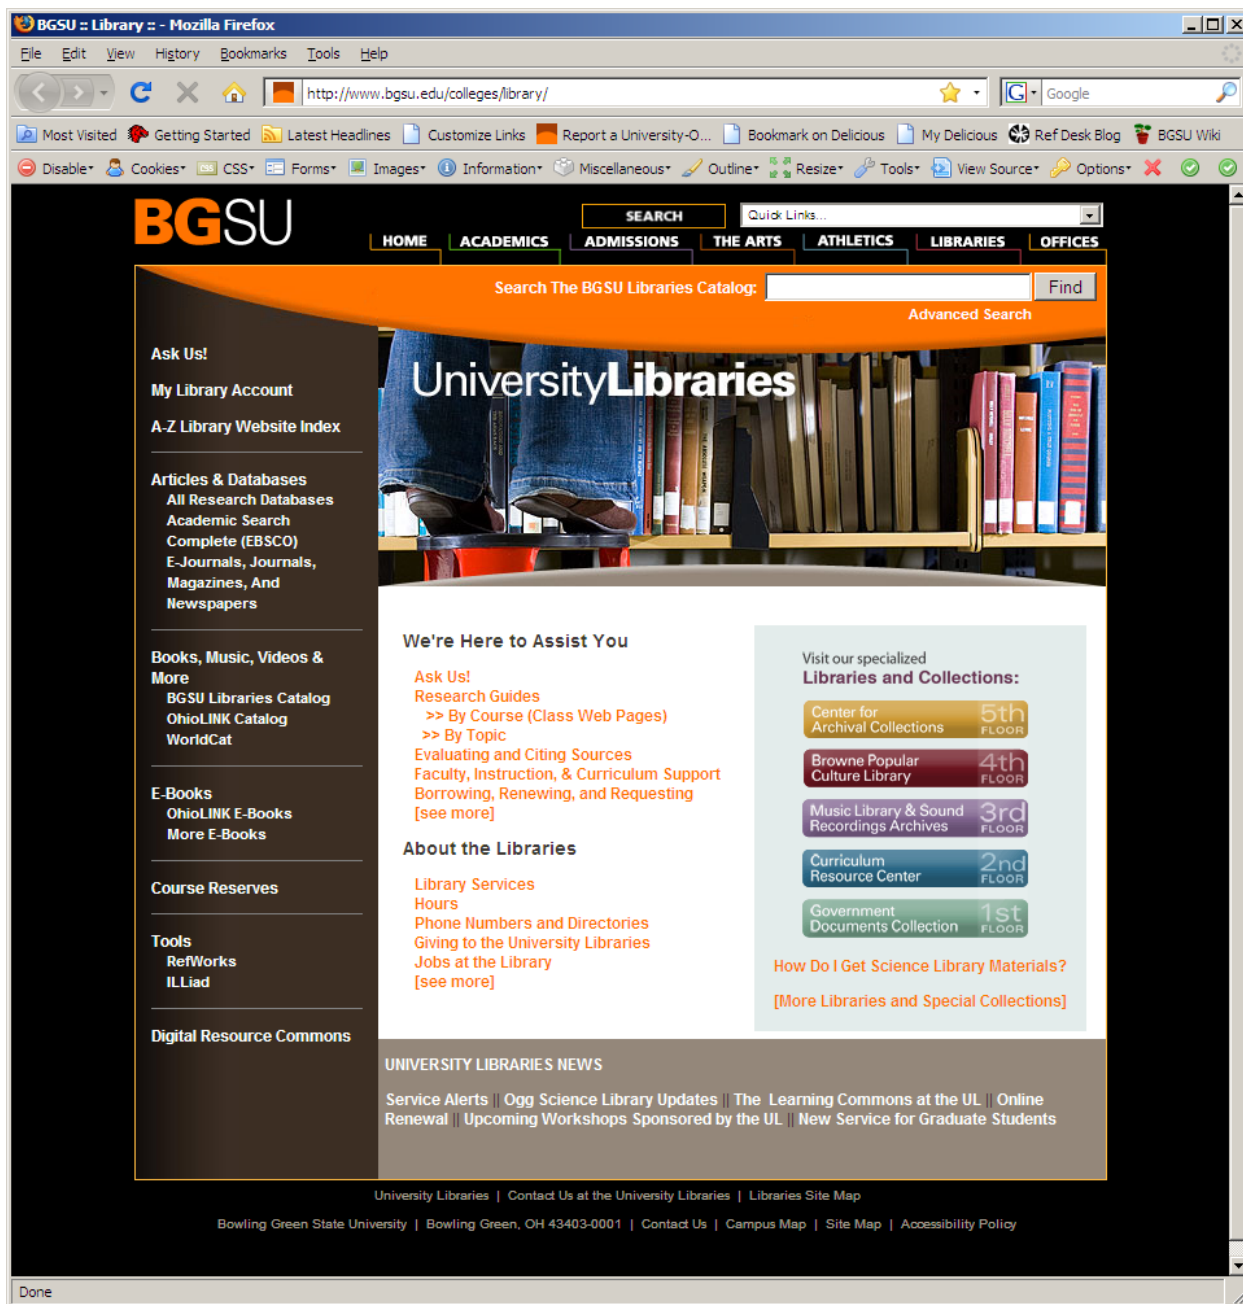 BGSU :: Library :: - Mozilla Firefox
File Edit View History Bookmarks Tools Help
http://www.bgsu.edu/colleges/library/
G Google
Most Visited Getting Started Latest Headlines Customize Links Report a University-O... Bookmark on Delicious My Delicious Ref Desk Blog BGSU Wiki
Disable Cookies CSS Forms Images Information Miscellaneous Outline Resize Tools View Source Options
BGSU
SEARCH
Quick Links...
HOME ACADEMICS ADMISSIONS THE ARTS ATHLETICS LIBRARIES OFFICES
Search The BGSU Libraries Catalog: Find
Advanced Search
Ask Us!
My Library Account
A-Z Library Website Index
Articles & Databases
All Research Databases
Academic Search
Complete (EBSCO)
E-Journals, Journals,
Magazines, And
Newspapers
Books, Music, Videos &
More
BGSU Libraries Catalog
OhioLINK Catalog
WorldCat
E-Books
OhioLINK E-Books
More E-Books
Course Reserves
Tools
RefWorks
ILLiad
Digital Resource Commons
UniversityLibraries
We're Here to Assist You
Ask Us!
Research Guides
>> By Course (Class Web Pages)
>> By Topic
Evaluating and Citing Sources
Faculty, Instruction, & Curriculum Support
Borrowing, Renewing, and Requesting
[see more]
About the Libraries
Library Services
Hours
Phone Numbers and Directories
Giving to the University Libraries
Jobs at the Library
[see more]
Visit our specialized
Libraries and Collections:
Center for
Archival Collections
5th
FLOOR
Browne Popular
Culture Library
4th
FLOOR
Music Library & Sound
Recordings Archives
3rd
FLOOR
Curriculum
Resource Center
2nd
FLOOR
Government
Documents Collection
1st
FLOOR
How Do I Get Science Library Materials?
[More Libraries and Special Collections]
UNIVERSITY LIBRARIES NEWS
Service Alerts || Ogg Science Library Updates || The Learning Commons at the UL || Online
Renewal || Upcoming Workshops Sponsored by the UL || New Service for Graduate Students
University Libraries | Contact Us at the University Libraries | Libraries Site Map
Bowling Green State University | Bowling Green, OH 43403-0001 | Contact Us | Campus Map | Site Map | Accessibility Policy
Done